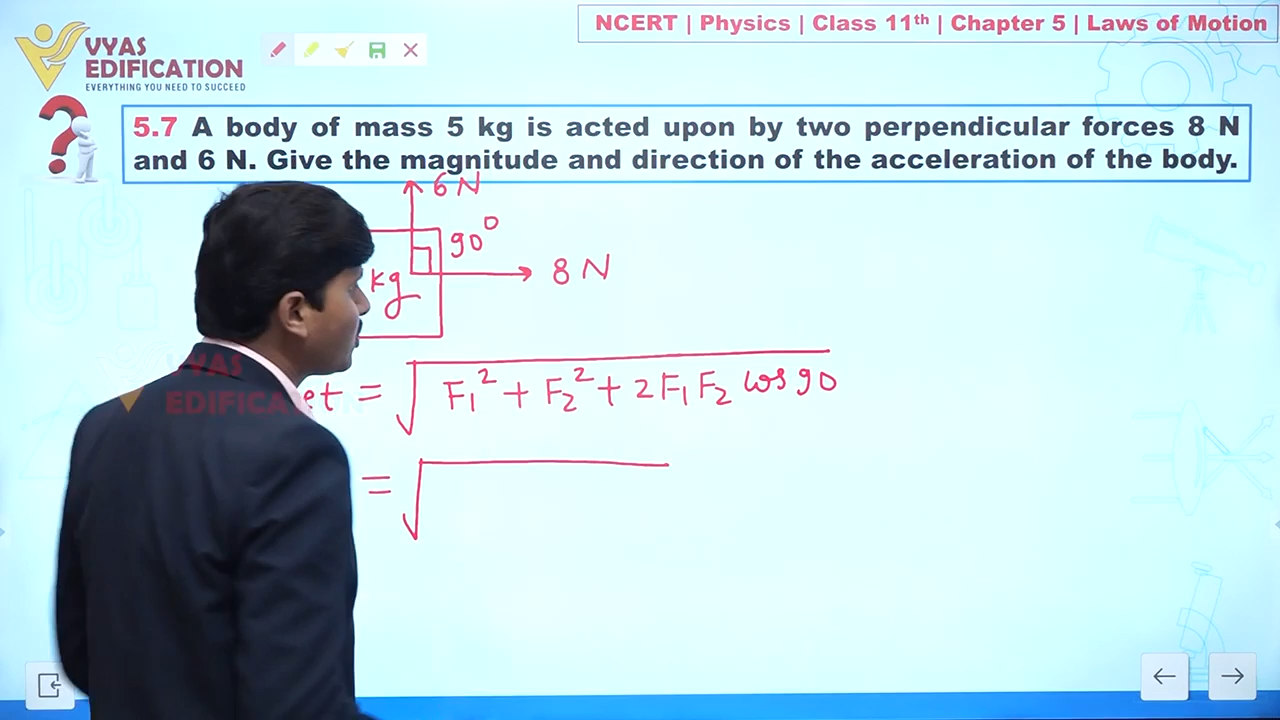 NCERT | Physics | Class 11th | Chapter 5 | Laws of Motion
VYAS
EDIFICATION
EVERYTHING YOU NEED TO SUCCEED
5.7 A body of mass 5 kg is acted upon by two perpendicular forces 8 N
and 6 N. Give the magnitude and direction of the acceleration of the body.
6 N
90°
8 N
kg
et = √ F₁² + F₂² + 2F₁F₂ cos 90
= √
VYAS
EDIFICATION